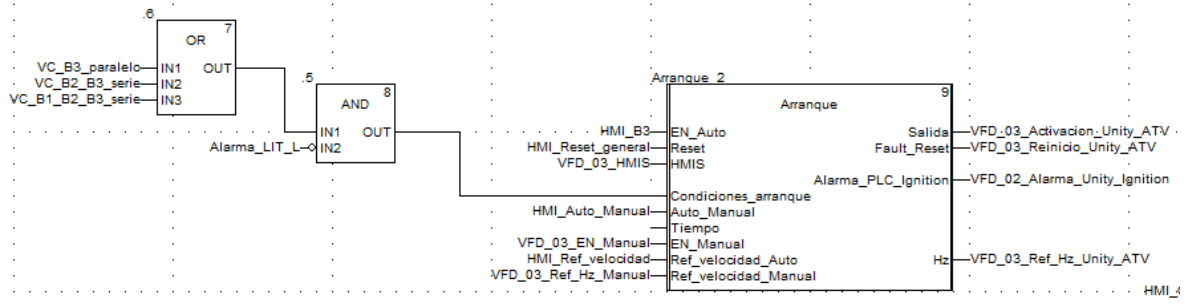 .6
7
OR
VC_B3_paralelo IN1 OUT
VC_B2_B3_serie IN2
VC_B1_B2_B3_serie IN3
.5
8
AND
IN1 OUT
Alarma_LIT_L IN2
Arranque_2
9
Arranque
HMI_B3 EN_Auto Salida VFD_03_Activacion_Unity_ATV
HMI_Reset_general Reset Fault_Reset VFD_03_Reinicio_Unity_ATV
VFD_03_HMIS HMIS
Alarma_PLC_Ignition VFD_02_Alarma_Unity_Ignition
Condiciones_arranque
HMI_Auto_Manual Auto_Manual
Tiempo
VFD_03_EN_Manual EN_Manual
HMI_Ref_velocidad Ref_velocidad_Auto Hz VFD_03_Ref_Hz_Unity_ATV
VFD_03_Ref_Hz_Manual Ref_velocidad_Manual